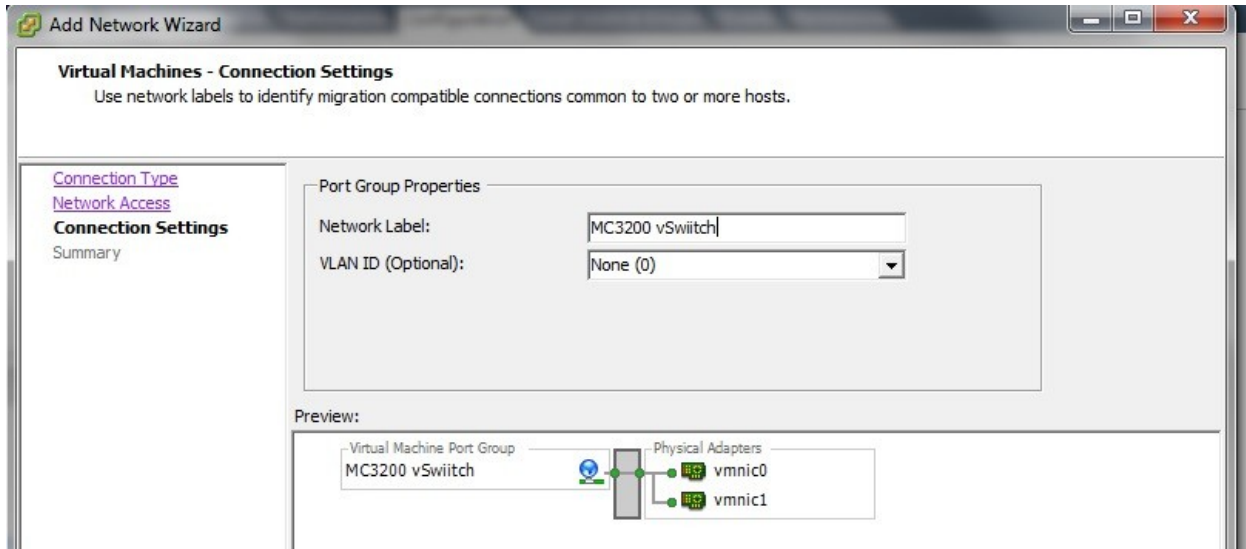 Add Network Wizard
Virtual Machines - Connection Settings
Use network labels to identify migration compatible connections common to two or more hosts.
Connection Type
Network Access
Connection Settings
Summary
Port Group Properties
Network Label:
MC3200 vSwiitch
VLAN ID (Optional):
None (0)
Preview:
Virtual Machine Port Group
MC3200 vSwiitch
Physical Adapters
vmnic0
vmnic1